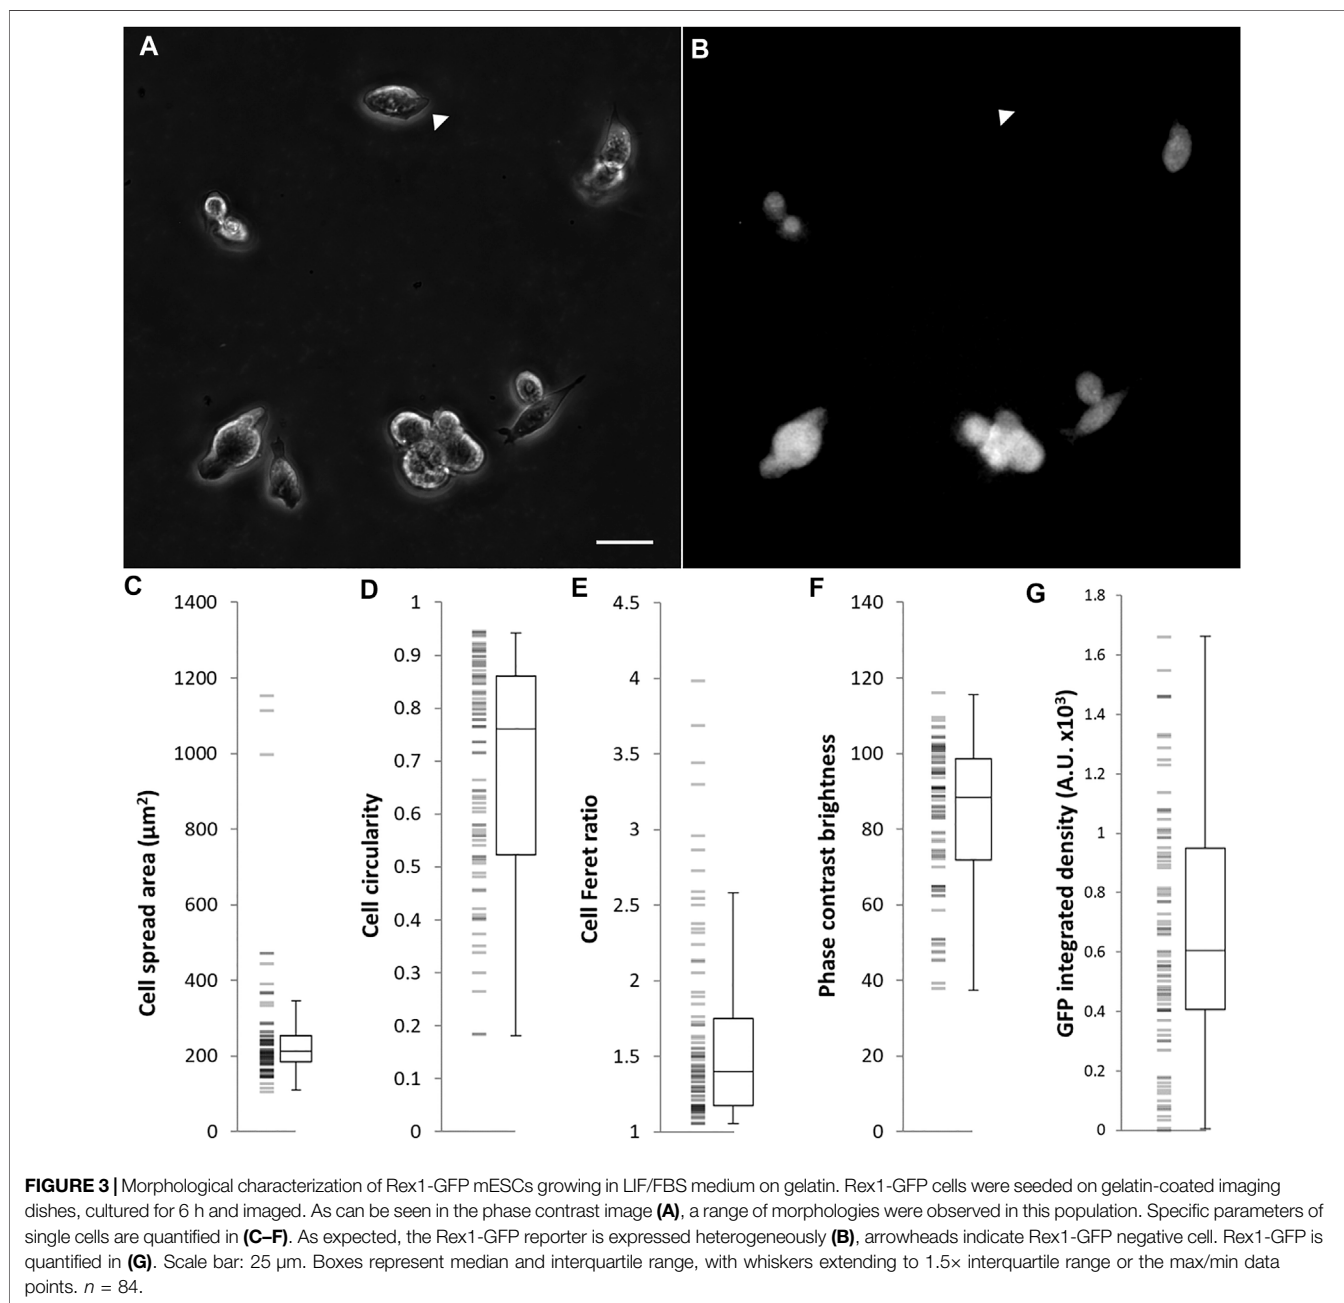 A
B
C
D
E
F
G
1400
1200
1000
800
600
400
200
0
Cell spread area (µm²)
1
0.9
0.8
0.7
0.6
0.5
0.4
0.3
0.2
0.1
0
Cell circularity
4.5
4
3.5
3
2.5
2
1.5
1
Cell Feret ratio
140
120
100
80
60
40
20
0
Phase contrast brightness
1.8
1.6
1.4
1.2
1
0.8
0.6
0.4
0.2
0
GFP integrated density (A.U. x10³)
FIGURE 3 | Morphological characterization of Rex1-GFP mESCs growing in LIF/FBS medium on gelatin. Rex1-GFP cells were seeded on gelatin-coated imaging
dishes, cultured for 6 h and imaged. As can be seen in the phase contrast image (A), a range of morphologies were observed in this population. Specific parameters of
single cells are quantified in (C–F). As expected, the Rex1-GFP reporter is expressed heterogeneously (B), arrowheads indicate Rex1-GFP negative cell. Rex1-GFP is
quantified in (G). Scale bar: 25 µm. Boxes represent median and interquartile range, with whiskers extending to 1.5× interquartile range or the max/min data
points. n = 84.